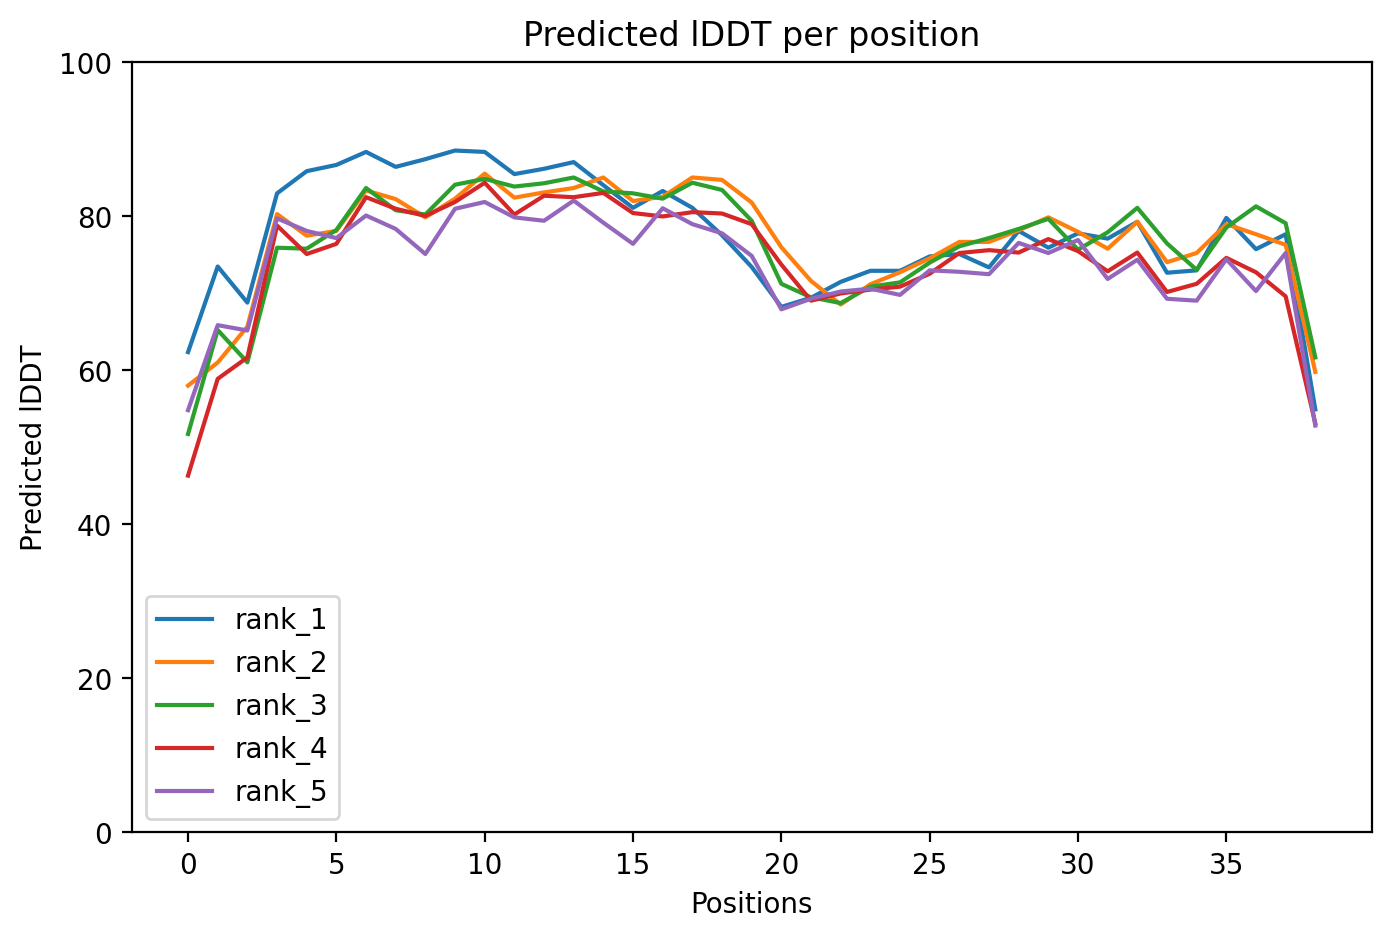 Predicted lDDT per position
100
80
60
40
20
0
Predicted lDDT
rank_1
rank_2
rank_3
rank_4
rank_5
0 5 10 15 20 25 30 35
Positions